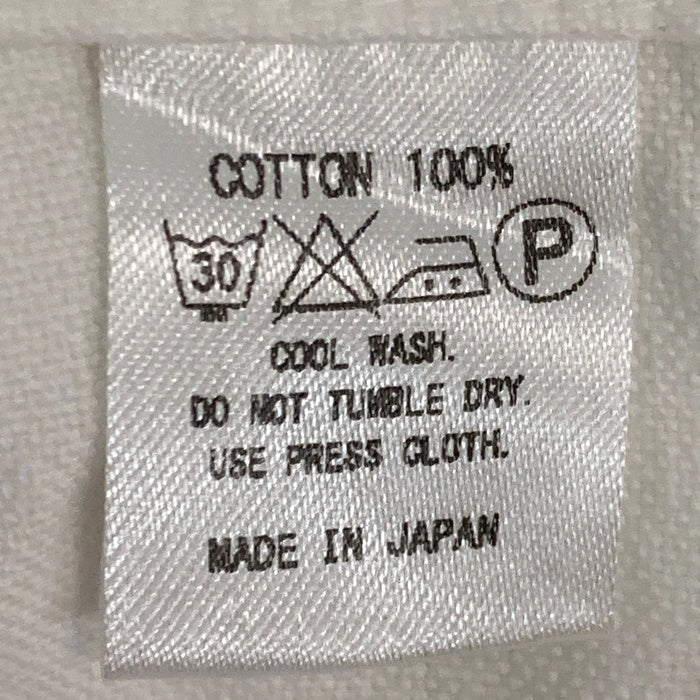 COTTON 100%
30 P
COOL WASH.
DO NOT TUMBLE DRY.
USE PRESS CLOTH.
MADE IN JAPAN